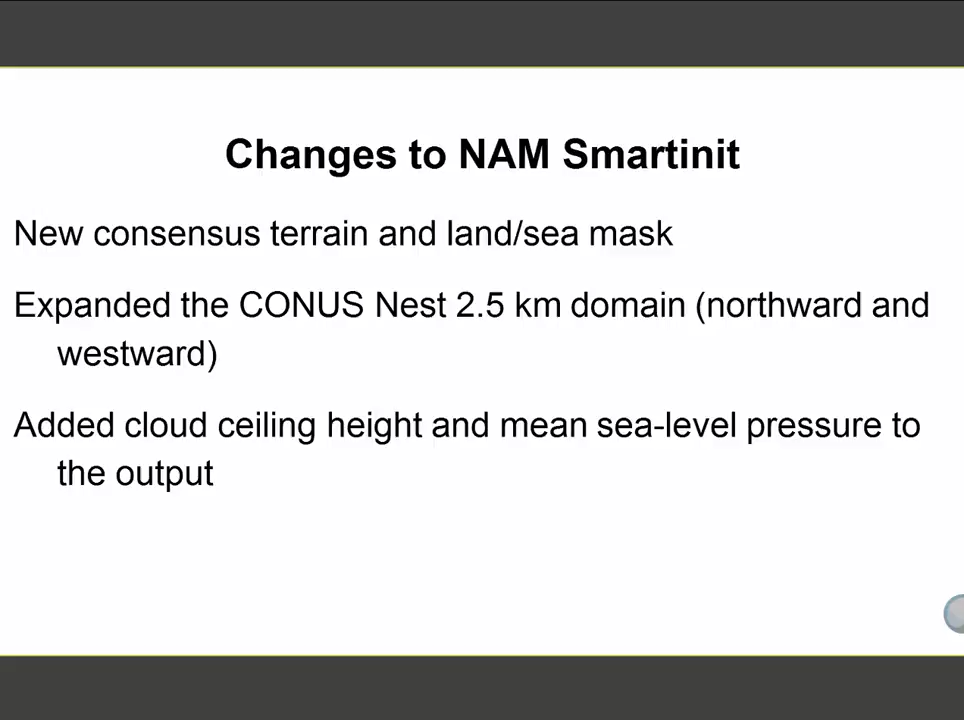 Changes to NAM Smartinit
New consensus terrain and land/sea mask
Expanded the CONUS Nest 2.5 km domain (northward and
westward)
Added cloud ceiling height and mean sea-level pressure to
the output